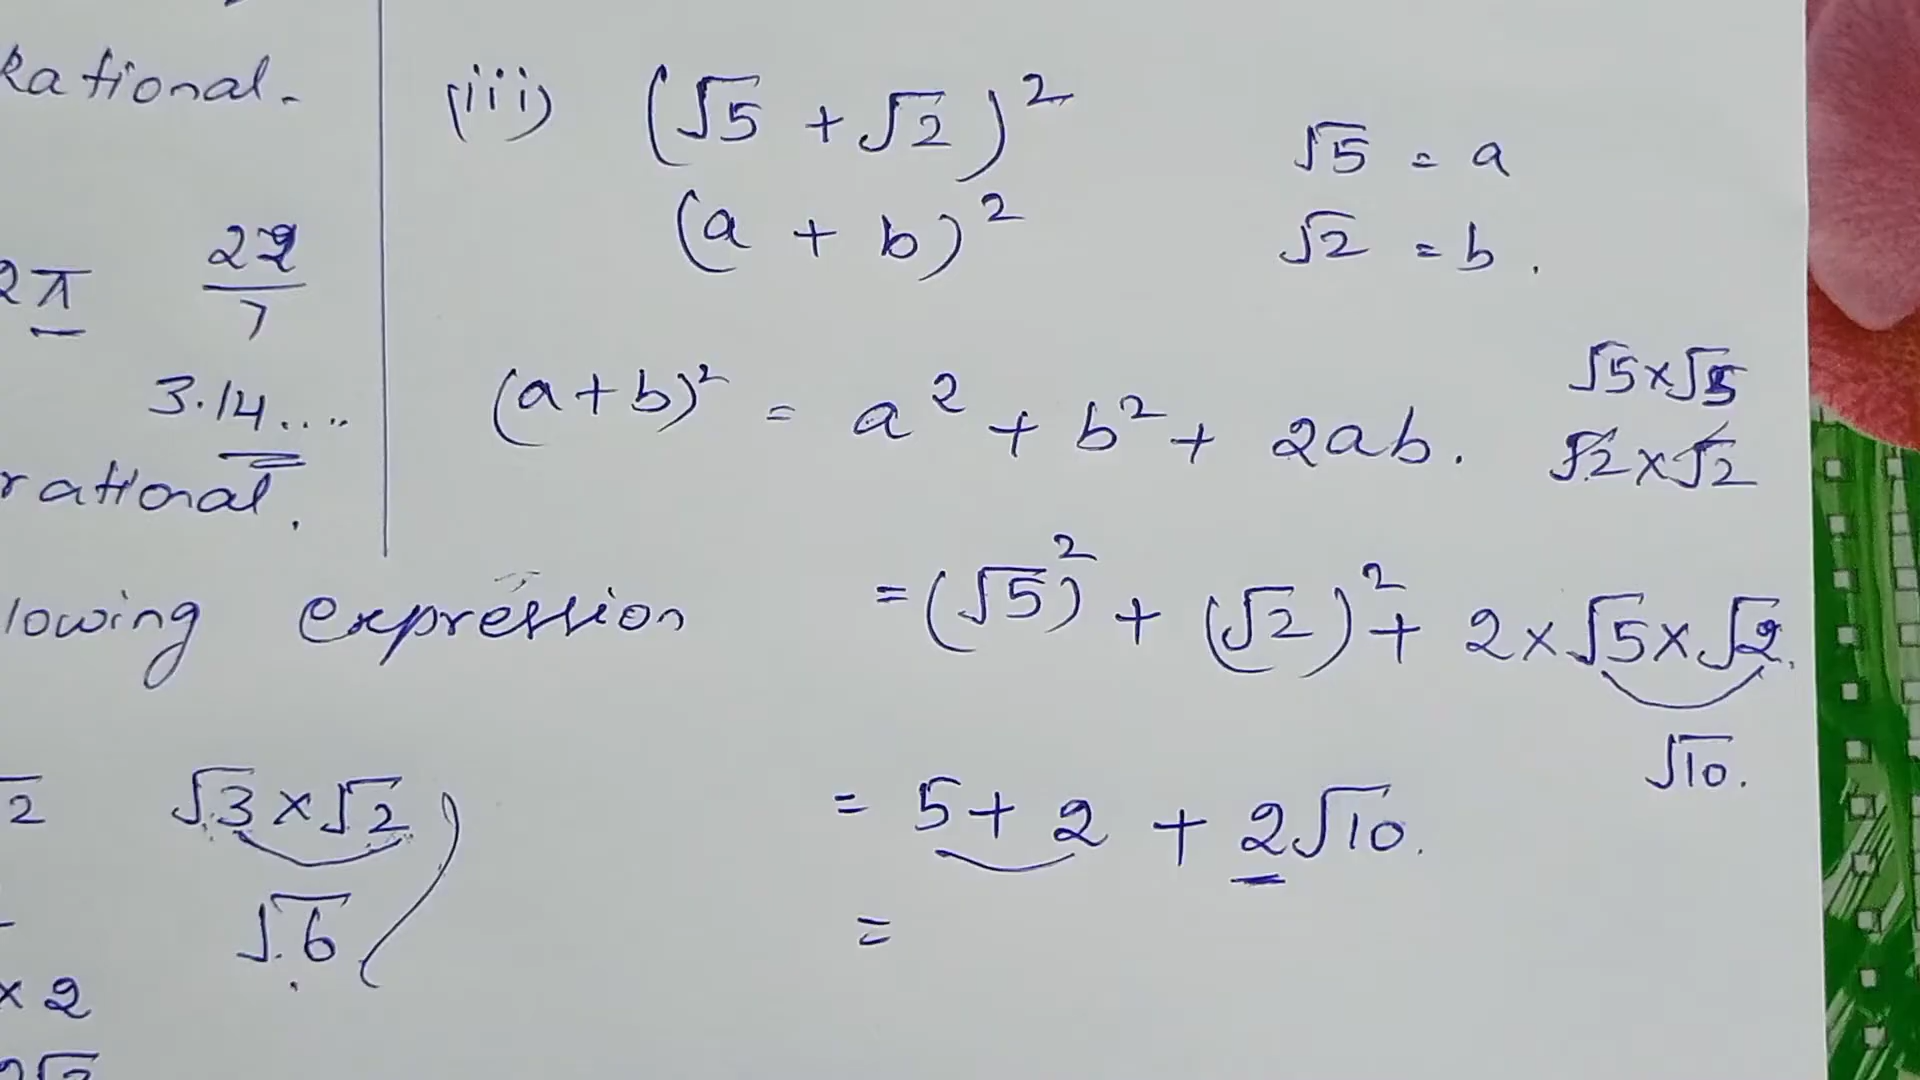 Rational.
2π 22/7
3.14....
rational.
lowing expression
√3 × √2
√6
× 2
(iii) (√5 + √2)²
(a + b)²
√5 = a
√2 = b.
(a+b)² = a² + b² + 2ab.
√5×√5
√2×√2
= (√5)² + (√2)² + 2×√5×√2.
√10.
= 5 + 2 + 2√10.
=